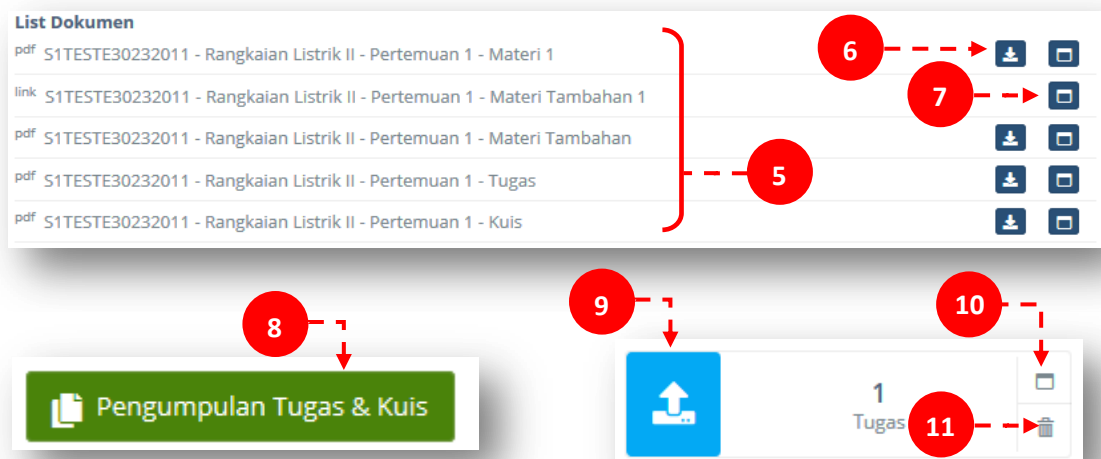 List Dokumen
pdf S1TESTE30232011 - Rangkaian Listrik II - Pertemuan 1 - Materi 1
6
link S1TESTE30232011 - Rangkaian Listrik II - Pertemuan 1 - Materi Tambahan 1
7
pdf S1TESTE30232011 - Rangkaian Listrik II - Pertemuan 1 - Materi Tambahan
pdf S1TESTE30232011 - Rangkaian Listrik II - Pertemuan 1 - Tugas
5
pdf S1TESTE30232011 - Rangkaian Listrik II - Pertemuan 1 - Kuis
8
9
10
Pengumpulan Tugas & Kuis
1
Tugas
11